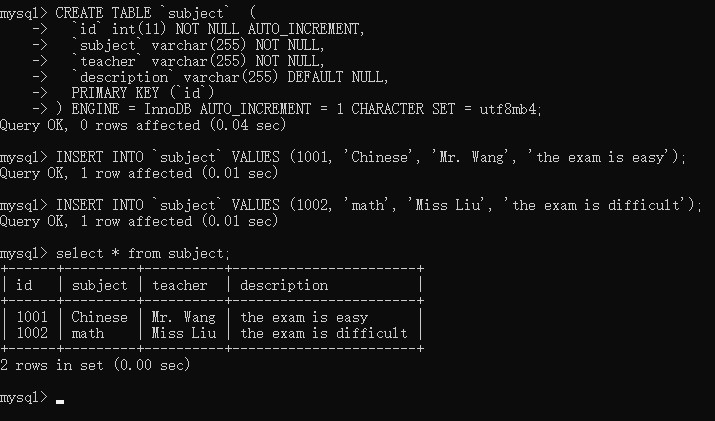 mysql> CREATE TABLE `subject`  (
    ->   `id` int(11) NOT NULL AUTO_INCREMENT,
    ->   `subject` varchar(255) NOT NULL,
    ->   `teacher` varchar(255) NOT NULL,
    ->   `description` varchar(255) DEFAULT NULL,
    ->   PRIMARY KEY (`id`)
    -> ) ENGINE = InnoDB AUTO_INCREMENT = 1 CHARACTER SET = utf8mb4;
Query OK, 0 rows affected (0.04 sec)

mysql> INSERT INTO `subject` VALUES (1001, 'Chinese', 'Mr. Wang', 'the exam is easy');
Query OK, 1 row affected (0.01 sec)

mysql> INSERT INTO `subject` VALUES (1002, 'math', 'Miss Liu', 'the exam is difficult');
Query OK, 1 row affected (0.01 sec)

mysql> select * from subject;
+------+---------+----------+-----------------------+
| id   | subject | teacher  | description           |
+------+---------+----------+-----------------------+
| 1001 | Chinese | Mr. Wang | the exam is easy      |
| 1002 | math    | Miss Liu | the exam is difficult |
+------+---------+----------+-----------------------+
2 rows in set (0.00 sec)

mysql> _